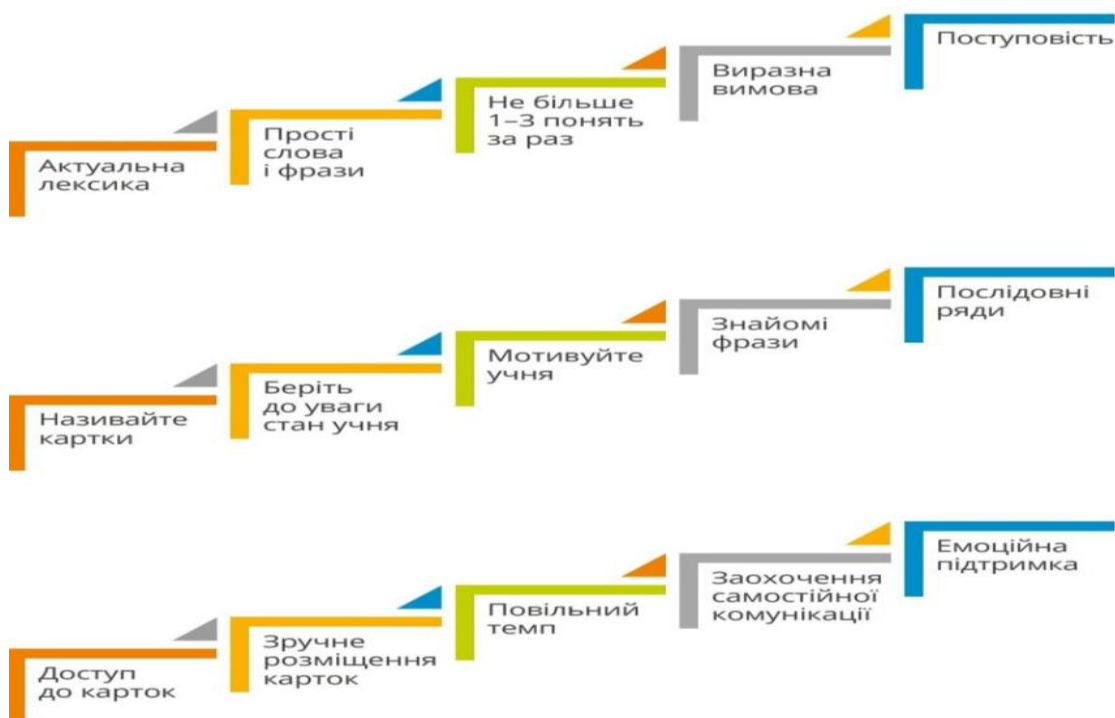 Актуальна
лексика
Прості
слова
і фрази
Не більше
1–3 понять
за раз
Виразна
вимова
Поступовість
Називайте
картки
Беріть
до уваги
стан учня
Мотивуйте
учня
Знайомі
фрази
Послідовні
ряди
Доступ
до карток
Зручне
розміщення
карток
Повільний
темп
Заохочення
самостійної
комунікації
Емоційна
підтримка